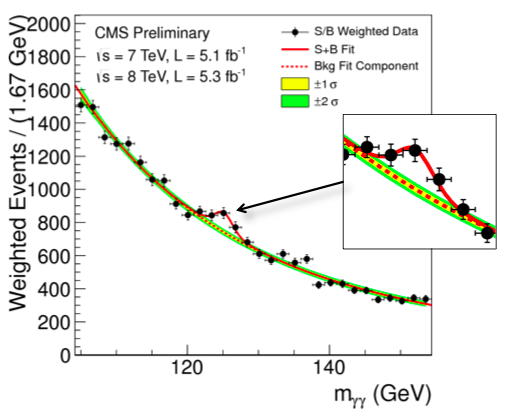 CMS Preliminary
√s = 7 TeV, L = 5.1 fb⁻¹
√s = 8 TeV, L = 5.3 fb⁻¹
S/B Weighted Data
S+B Fit
Bkg Fit Component
±1 σ
±2 σ
Weighted Events / (1.67 GeV)
2000
1800
1600
1400
1200
1000
800
600
400
200
0
120
140
mγγ (GeV)